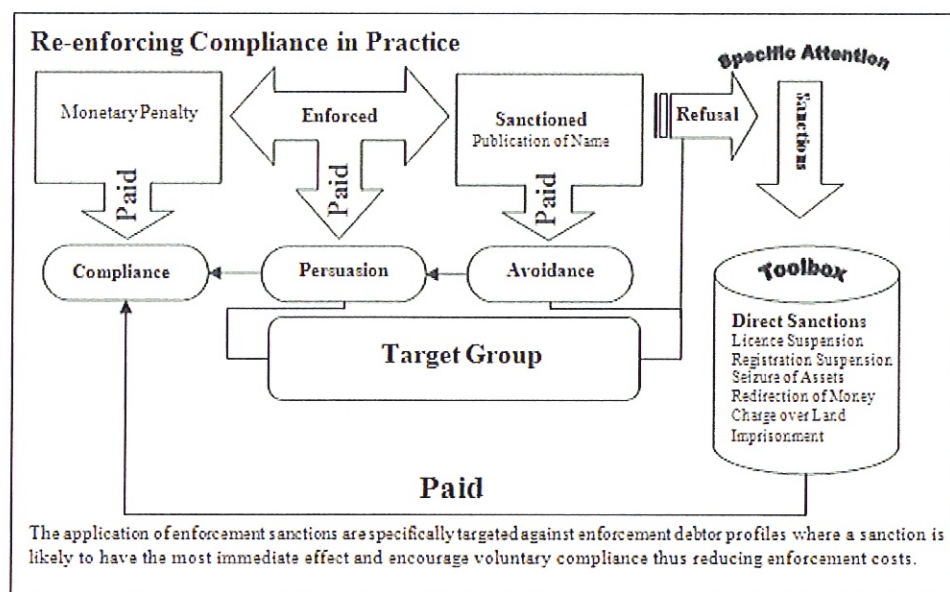 Re-enforcing Compliance in Practice
Specific Attention
Monetary Penalty
Enforced
Sanctioned
Publication of Name
Refusal
Sanctions
Paid
Paid
Paid
Compliance
Persuasion
Avoidance
Toolbox
Target Group
Direct Sanctions
Licence Suspension
Registration Suspension
Seizure of Assets
Redirection of Money
Charge over Land
Imprisonment
Paid
The application of enforcement sanctions are specifically targeted against enforcement debtor profiles where a sanction is
likely to have the most immediate effect and encourage voluntary compliance thus reducing enforcement costs.